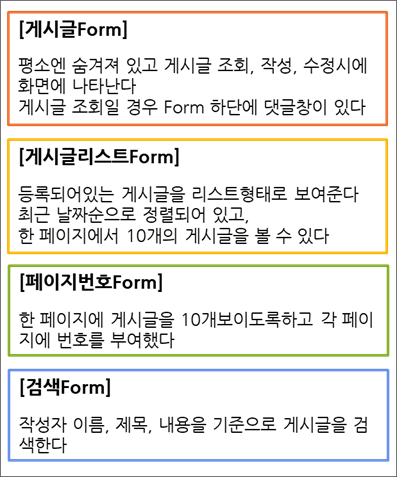 [게시글Form]
평소엔 숨겨져 있고 게시글 조회, 작성, 수정시에
화면에 나타난다
게시글 조회일 경우 Form 하단에 댓글창이 있다
[게시글리스트Form]
등록되어있는 게시글을 리스트형태로 보여준다
최근 날짜순으로 정렬되어 있고,
한 페이지에서 10개의 게시글을 볼 수 있다
[페이지번호Form]
한 페이지에 게시글을 10개보이도록하고 각 페이
지에 번호를 부여했다
[검색Form]
작성자 이름, 제목, 내용을 기준으로 게시글을 검
색한다